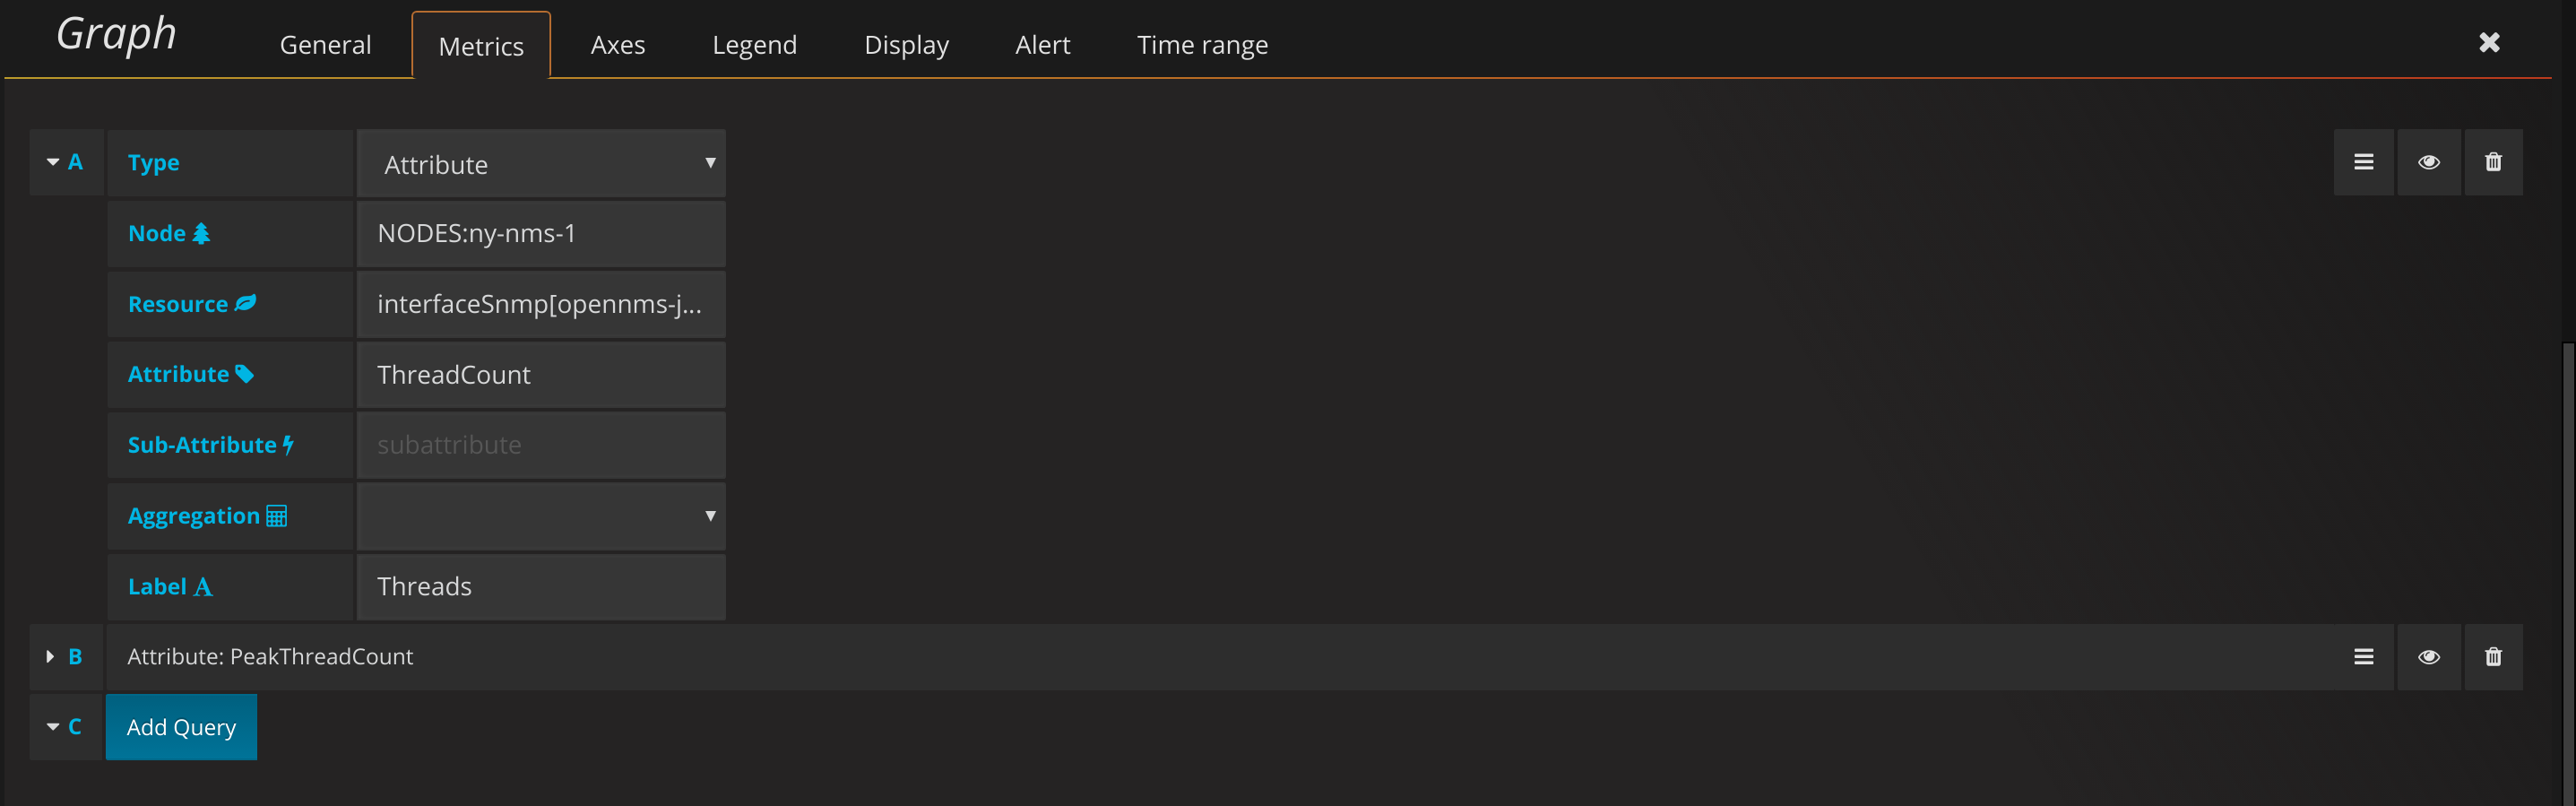 Graph General Metrics Axes Legend Display Alert Time range
A Type Attribute
Node NODES:ny-nms-1
Resource interfaceSnmp[opennms-j...
Attribute ThreadCount
Sub-Attribute subattribute
Aggregation
Label A Threads
B Attribute: PeakThreadCount
C Add Query